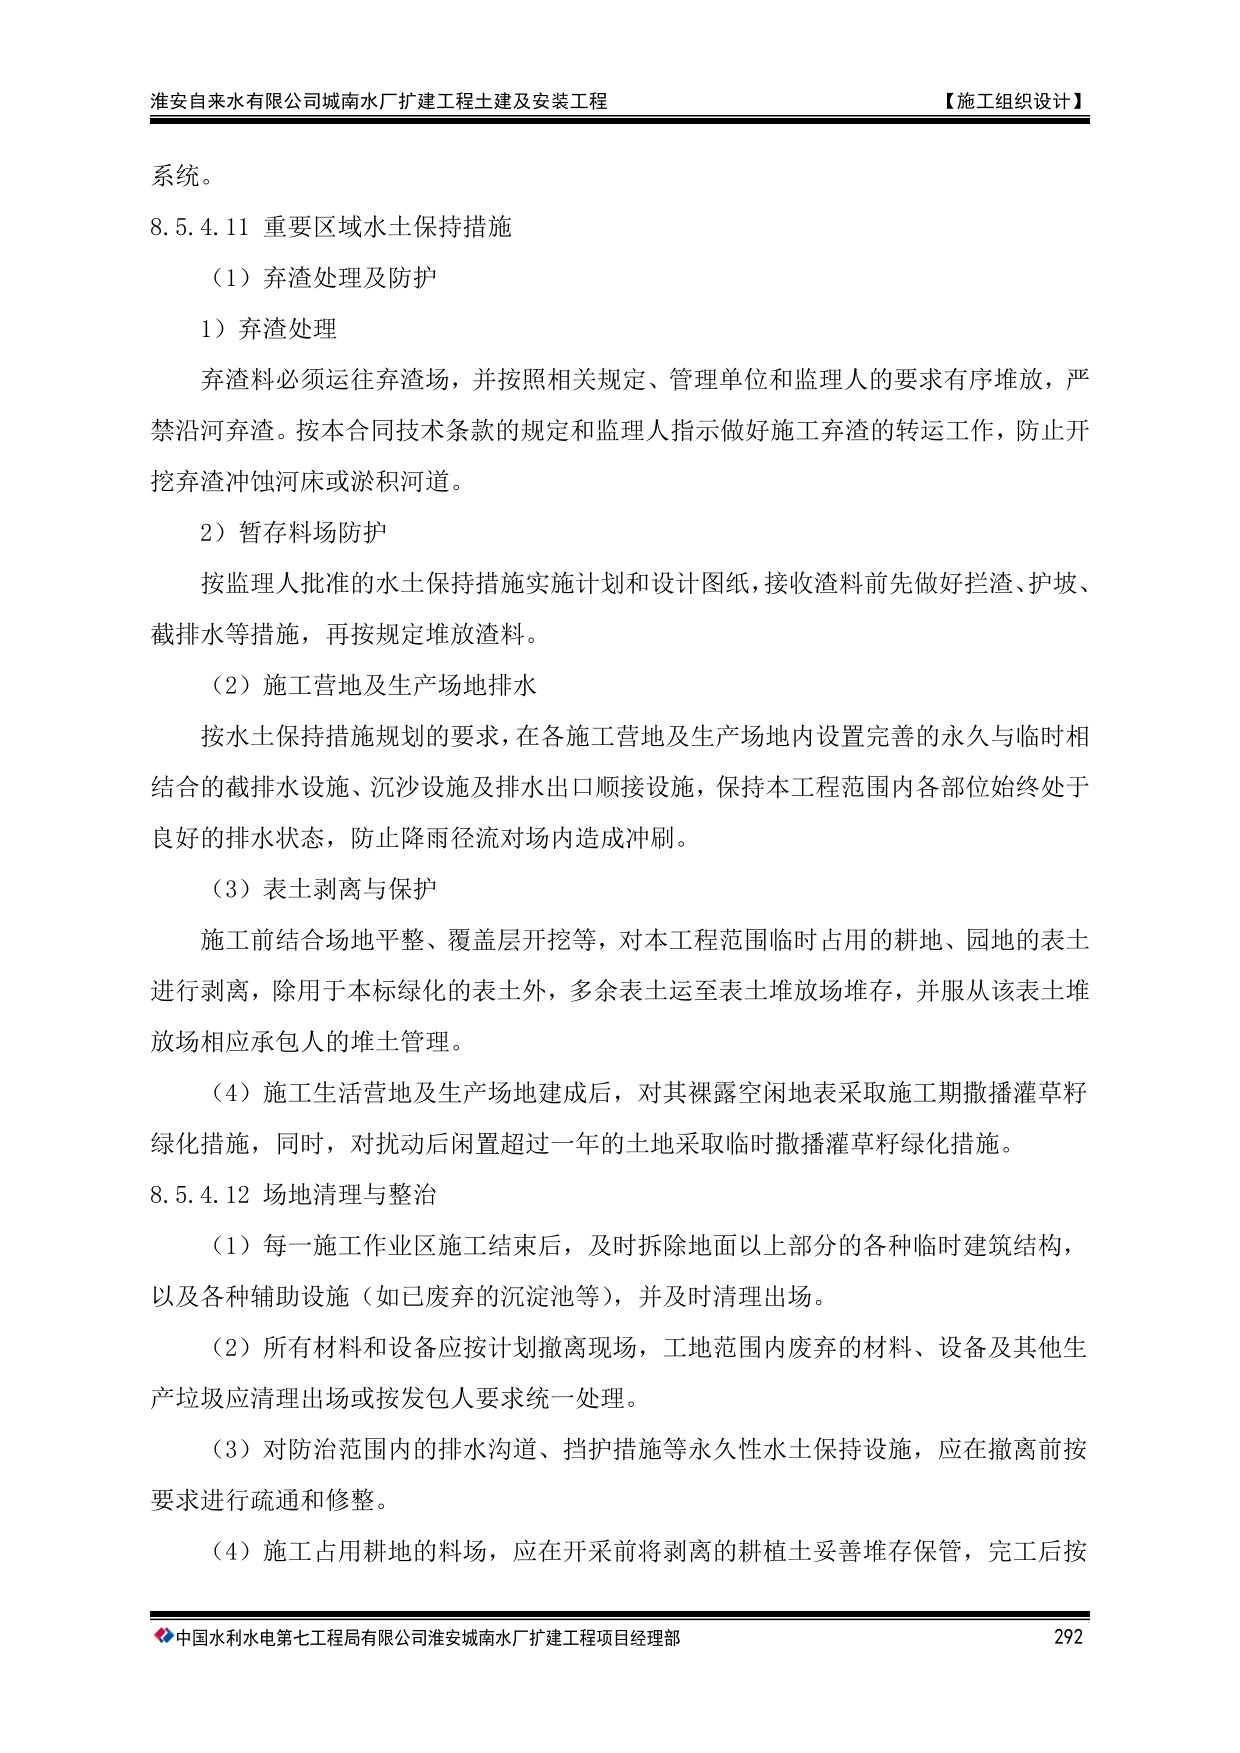 淮安自来水有限公司城南水厂扩建工程土建及安装工程 【施工组织设计】
系统。
8.5.4.11 重要区域水土保持措施
（1）弃渣处理及防护
1）弃渣处理
弃渣料必须运往弃渣场，并按照相关规定、管理单位和监理人的要求有序堆放，严
禁沿河弃渣。按本合同技术条款的规定和监理人指示做好施工弃渣的转运工作，防止开
挖弃渣冲蚀河床或淤积河道。
2）暂存料场防护
按监理人批准的水土保持措施实施计划和设计图纸，接收渣料前先做好拦渣、护坡、
截排水等措施，再按规定堆放渣料。
（2）施工营地及生产场地排水
按水土保持措施规划的要求，在各施工营地及生产场地内设置完善的永久与临时相
结合的截排水设施、沉沙设施及排水出口顺接设施，保持本工程范围内各部位始终处于
良好的排水状态，防止降雨径流对场内造成冲刷。
（3）表土剥离与保护
施工前结合场地平整、覆盖层开挖等，对本工程范围临时占用的耕地、园地的表土
进行剥离，除用于本标绿化的表土外，多余表土运至表土堆放场堆存，并服从该表土堆
放场相应承包人的堆土管理。
（4）施工生活营地及生产场地建成后，对其裸露空闲地表采取施工期撒播灌草籽
绿化措施，同时，对扰动后闲置超过一年的土地采取临时撒播灌草籽绿化措施。
8.5.4.12 场地清理与整治
（1）每一施工作业区施工结束后，及时拆除地面以上部分的各种临时建筑结构，
以及各种辅助设施（如已废弃的沉淀池等），并及时清理出场。
（2）所有材料和设备应按计划撤离现场，工地范围内废弃的材料、设备及其他生
产垃圾应清理出场或按发包人要求统一处理。
（3）对防治范围内的排水沟道、挡护措施等永久性水土保持设施，应在撤离前按
要求进行疏通和修整。
（4）施工占用耕地的料场，应在开采前将剥离的耕植土妥善堆存保管，完工后按
中国水利水电第七工程局有限公司淮安城南水厂扩建工程项目经理部 292